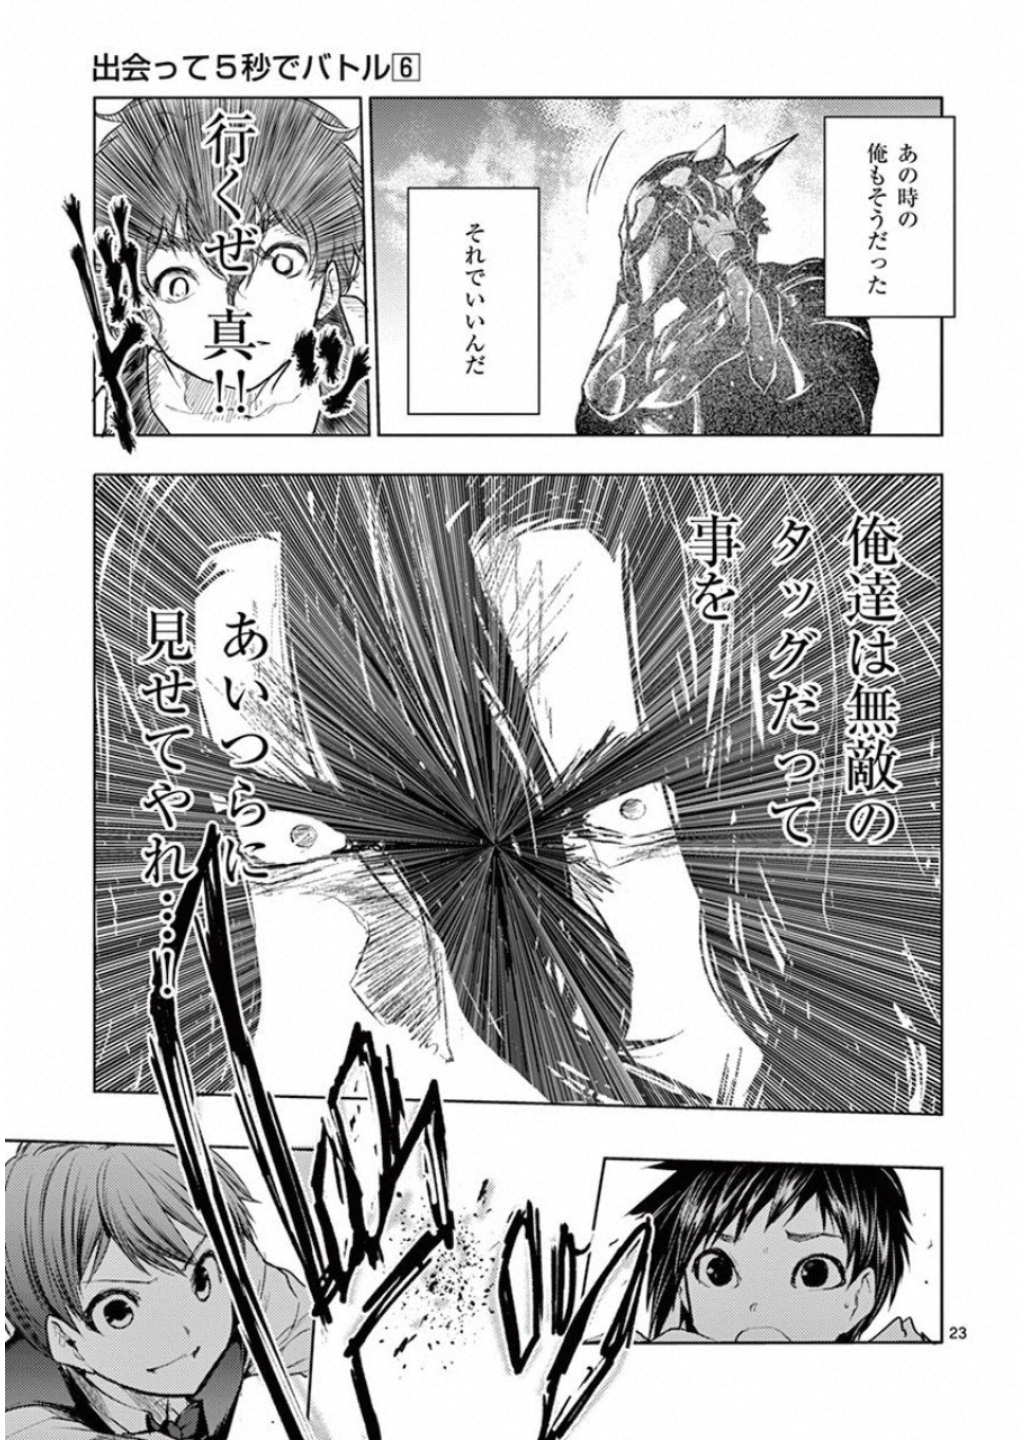 出会って5秒でバトル6
あの時の
俺もそうだった
それでいいんだ
行くぜ
真!!
ドドド
俺達は無敵の
タッグだって
事を
あいつらに
見せてやれ…!!
23